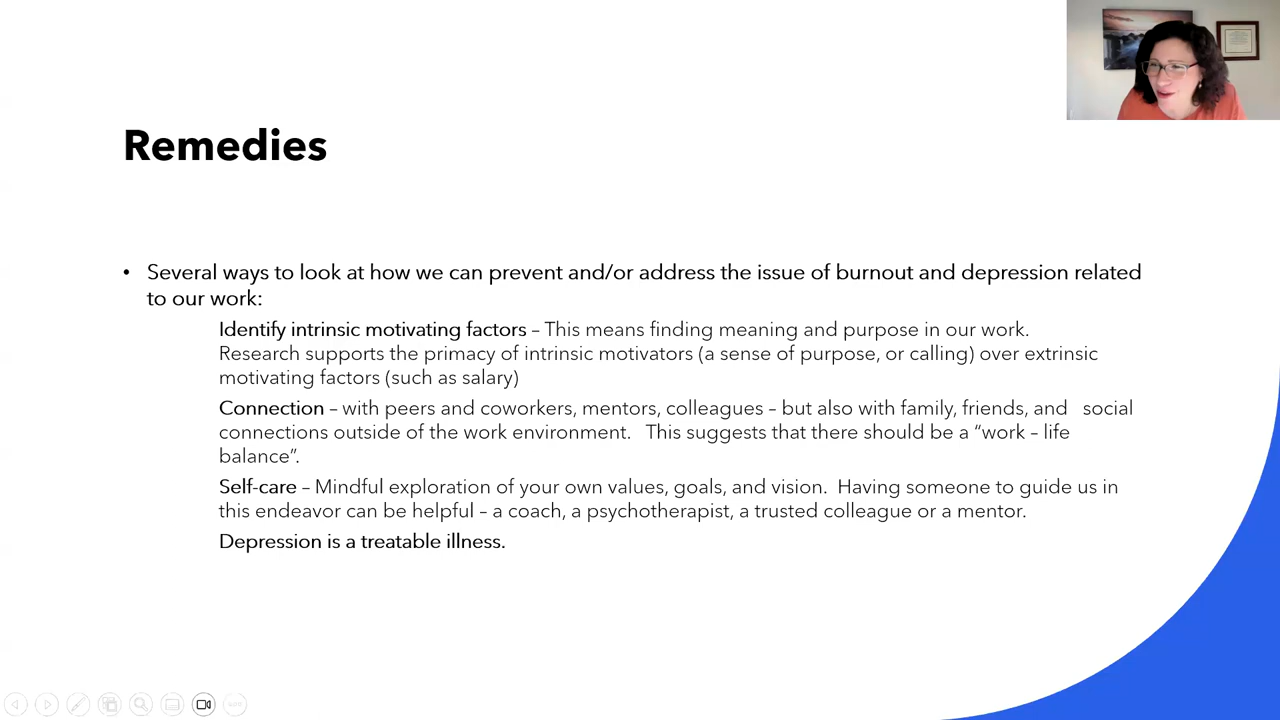 Remedies
• Several ways to look at how we can prevent and/or address the issue of burnout and depression related
to our work:
Identify intrinsic motivating factors – This means finding meaning and purpose in our work.
Research supports the primacy of intrinsic motivators (a sense of purpose, or calling) over extrinsic
motivating factors (such as salary)
Connection – with peers and coworkers, mentors, colleagues – but also with family, friends, and   social
connections outside of the work environment.   This suggests that there should be a “work – life
balance”.
Self-care – Mindful exploration of your own values, goals, and vision.  Having someone to guide us in
this endeavor can be helpful – a coach, a psychotherapist, a trusted colleague or a mentor.
Depression is a treatable illness.